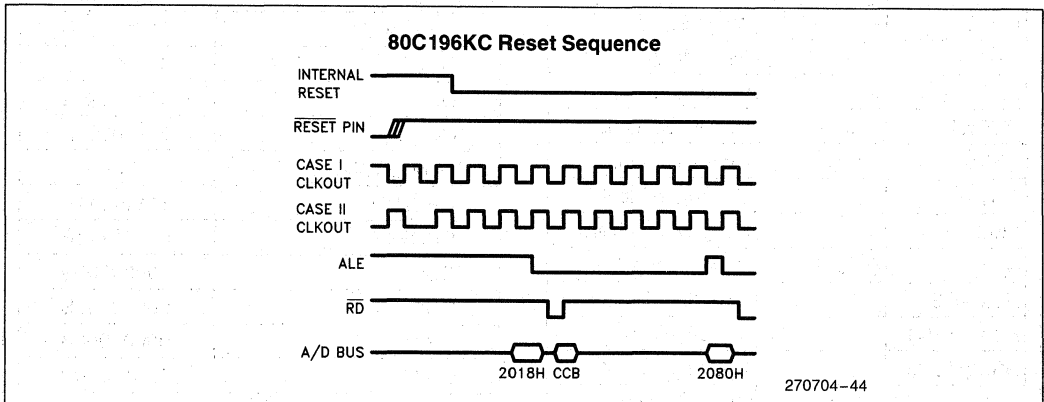 80C196KC Reset Sequence
INTERNAL
RESET
RESET PIN
CASE I
CLKOUT
CASE II
CLKOUT
ALE
RD
A/D BUS
2018H CCB 2080H
270704-44